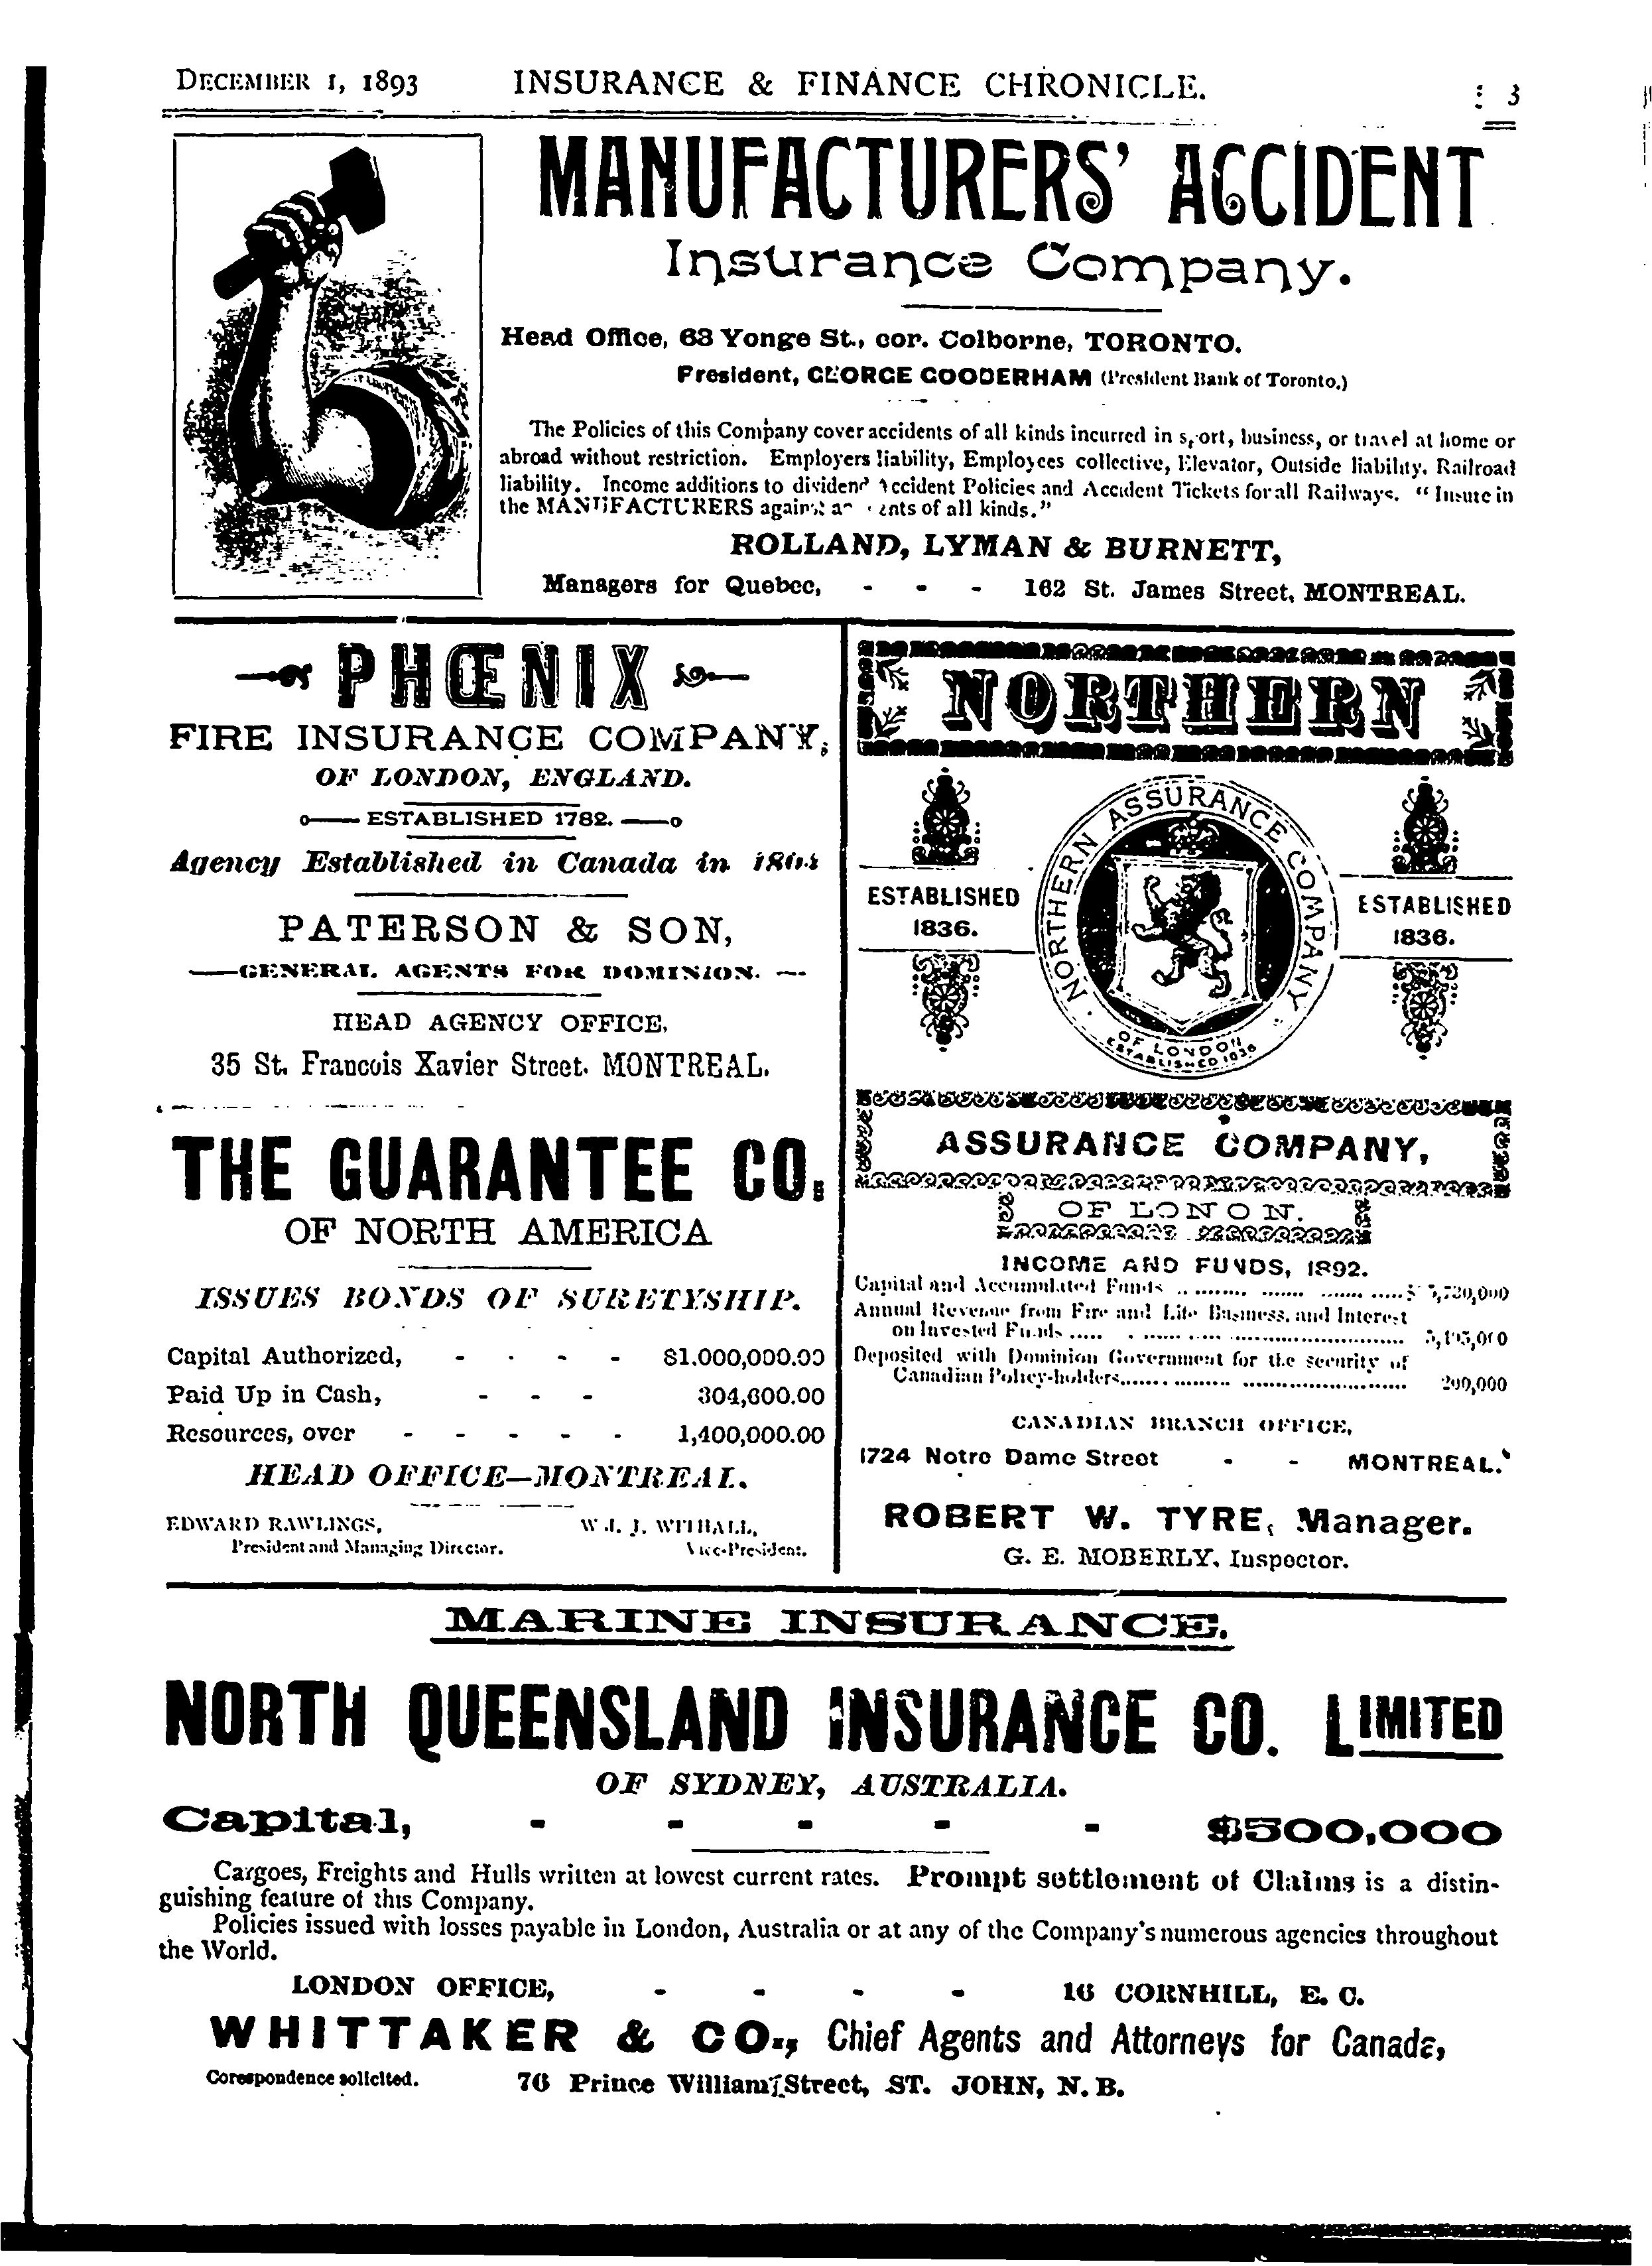 DECEMBER 1, 1893 INSURANCE & FINANCE CHRONICLE. 3
MANUFACTURERS' ACCIDENT
Insurance Company.
Head Office, 63 Yonge St., cor. Colborne, TORONTO.
President, GEORGE GOODERHAM (President Bank of Toronto.)
The Policies of this Company cover accidents of all kinds incurred in sport, business, or travel at home or
abroad without restriction. Employers liability, Employees collective, Elevator, Outside liability. Railroad
liability. Income additions to dividend Accident Policies and Accident Tickets for all Railways. "Insure in
the MANUFACTURERS against of all kinds."
ROLLAND, LYMAN & BURNETT,
Managers for Quebec, - - - 162 St. James Street, MONTREAL.
PHŒNIX
FIRE INSURANCE COMPANY,
OF LONDON, ENGLAND.
ESTABLISHED 1782.
Agency Established in Canada in
PATERSON & SON,
GENERAL AGENTS FOR DOMINION.
HEAD AGENCY OFFICE,
35 St. Francois Xavier Street. MONTREAL.
THE GUARANTEE CO.
OF NORTH AMERICA
ISSUES BONDS OF SURETYSHIP.
Capital Authorized, - - - - $1,000,000.00
Paid Up in Cash, - - - 304,600.00
Resources, over - - - - - 1,400,000.00
HEAD OFFICE—MONTREAL.
EDWARD RAWLINGS, W. J. WITHALL,
President and Managing Director. Vice-President.
NORTHERN
NORTHERN ASSURANCE COMPANY
OF LONDON
ESTABLISHED 1836
ESTABLISHED
1836.
ESTABLISHED
1836.
ASSURANCE COMPANY,
OF LON ON.
INCOME AND FUNDS, 1892.
Capital and Accumulated Funds
Annual Revenue from Fire and Life Business, and Interest
on Invested Funds
Deposited with Dominion Government for the security of
Canadian Policy-holders 200,000
CANADIAN BRANCH OFFICE,
1724 Notre Dame Street - - MONTREAL.
ROBERT W. TYRE, Manager.
G. E. MOBERLY, Inspector.
MARINE INSURANCE.
NORTH QUEENSLAND INSURANCE CO. LIMITED
OF SYDNEY, AUSTRALIA.
Capital, - - - - - $500,000
Cargoes, Freights and Hulls written at lowest current rates. Prompt settlement of Claims is a distin-
guishing feature of this Company.
Policies issued with losses payable in London, Australia or at any of the Company's numerous agencies throughout
the World.
LONDON OFFICE, - - - - 16 CORNHILL, E. C.
WHITTAKER & CO., Chief Agents and Attorneys for Canada,
Corespondence solicited. 76 Prince William Street, ST. JOHN, N. B.